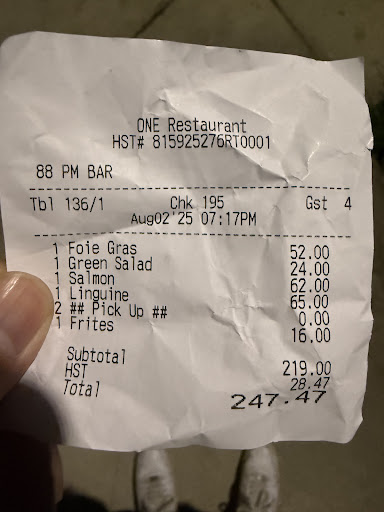 ONE Restaurant
HST# 815925276RT0001
88 PM BAR
Tbl 136/1 Chk 195 Gst 4
Aug02'25 07:17PM
1 Foie Gras 52.00
1 Green Salad 24.00
1 Salmon 62.00
1 Linguine 65.00
2 ## Pick Up ## 0.00
1 Frites 16.00
Subtotal 219.00
HST 28.47
Total 247.47